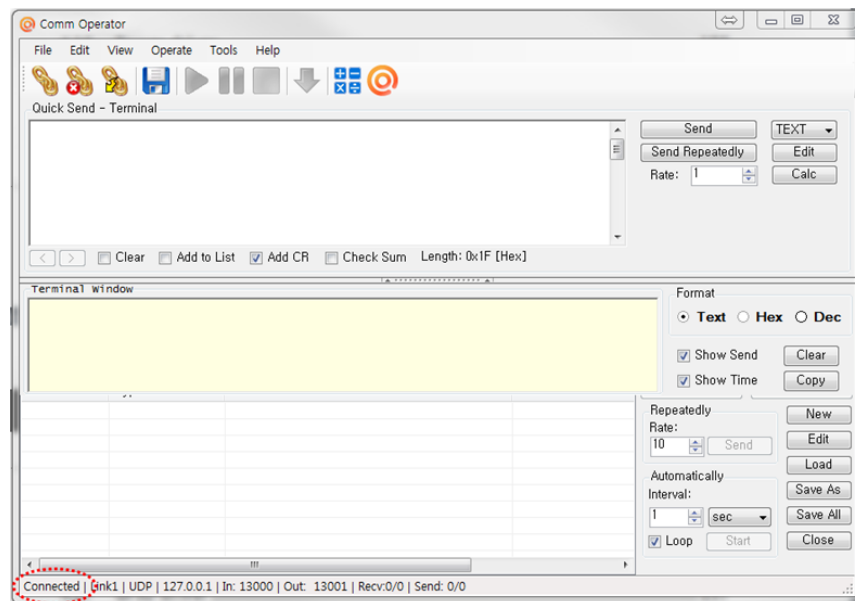 Comm Operator
File Edit View Operate Tools Help
Quick Send - Terminal
Send TEXT
Send Repeatedly Edit
Rate: 1 Calc
< > Clear Add to List Add CR Check Sum Length: 0x1F [Hex]
Terminal Window
Format
Text Hex Dec
Show Send Clear
Show Time Copy
Repeatedly
New
Rate:
10 Send Edit
Load
Automatically
Interval:
Save As
1 sec Save All
Loop Start Close
Connected | Link1 | UDP | 127.0.0.1 | In: 13000 | Out: 13001 | Recv:0/0 | Send: 0/0